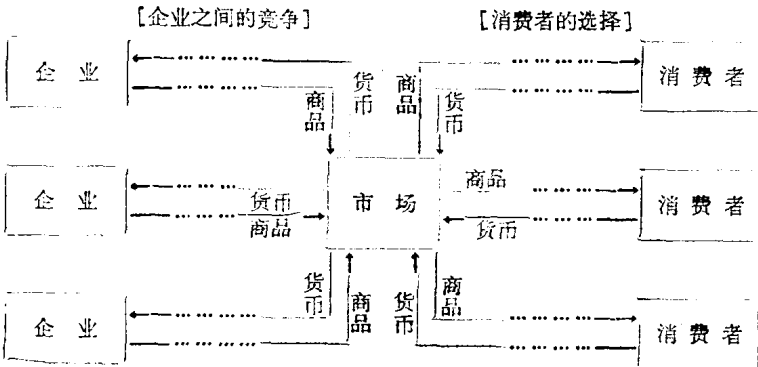 [企业之间的竞争] [消费者的选择]
企 业
货币
商品
商品
货币
消费者
企 业
货币
商品
市 场
商品
货币
消费者
企 业
货币
商品
货币
商品
消费者